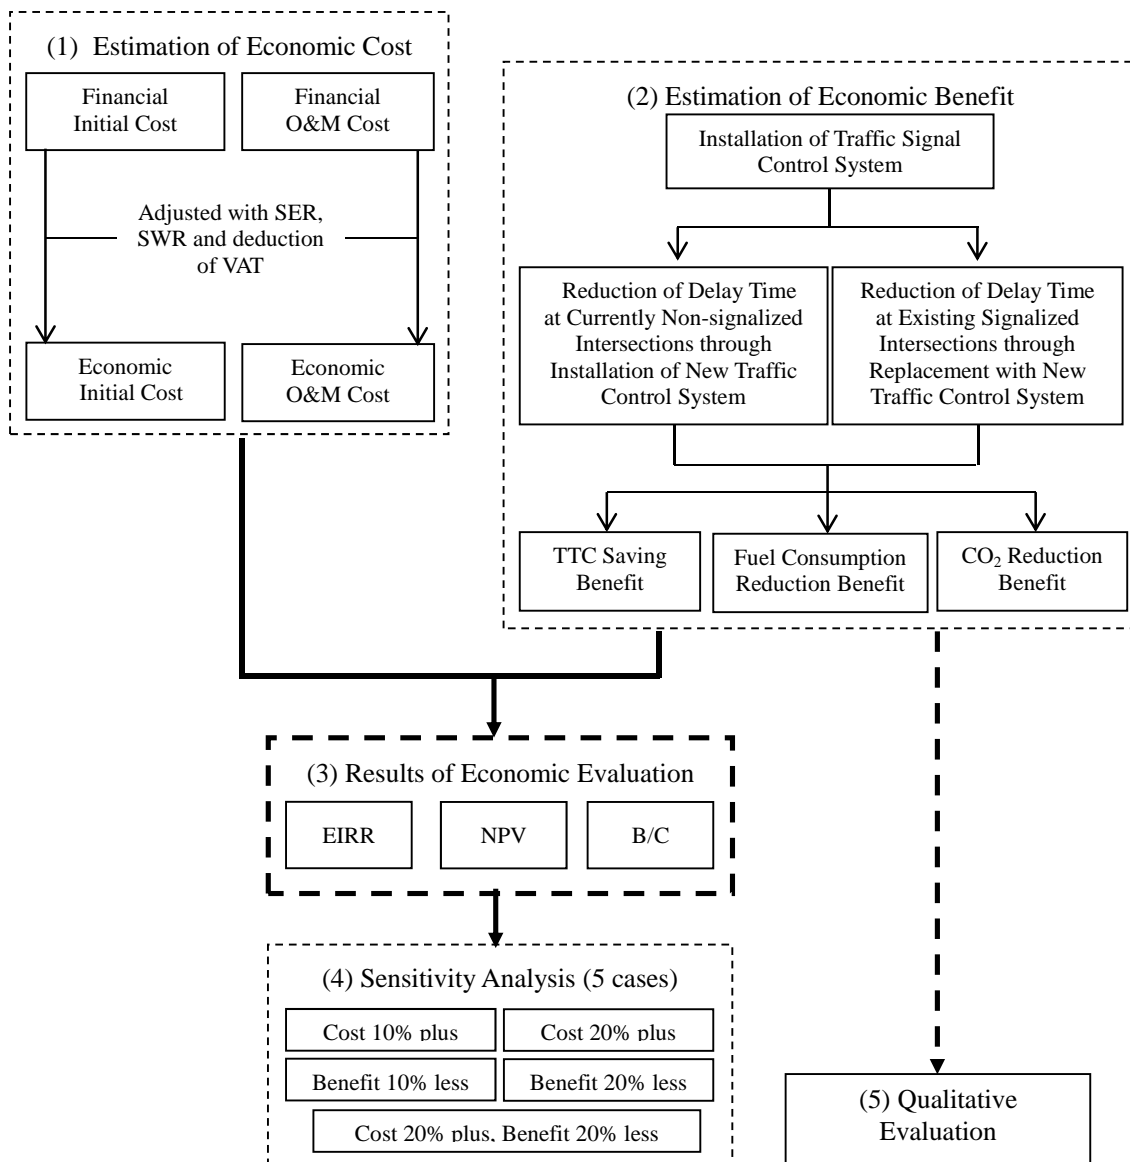 (1) Estimation of Economic Cost
Financial
Initial Cost
Financial
O&M Cost
Adjusted with SER,
SWR and deduction
of VAT
Economic
Initial Cost
Economic
O&M Cost
(2) Estimation of Economic Benefit
Installation of Traffic Signal
Control System
Reduction of Delay Time
at Currently Non-signalized
Intersections through
Installation of New Traffic
Control System
Reduction of Delay Time
at Existing Signalized
Intersections through
Replacement with New
Traffic Control System
TTC Saving
Benefit
Fuel Consumption
Reduction Benefit
CO₂ Reduction
Benefit
(3) Results of Economic Evaluation
EIRR
NPV
B/C
(4) Sensitivity Analysis (5 cases)
Cost 10% plus
Cost 20% plus
Benefit 10% less
Benefit 20% less
Cost 20% plus, Benefit 20% less
(5) Qualitative
Evaluation